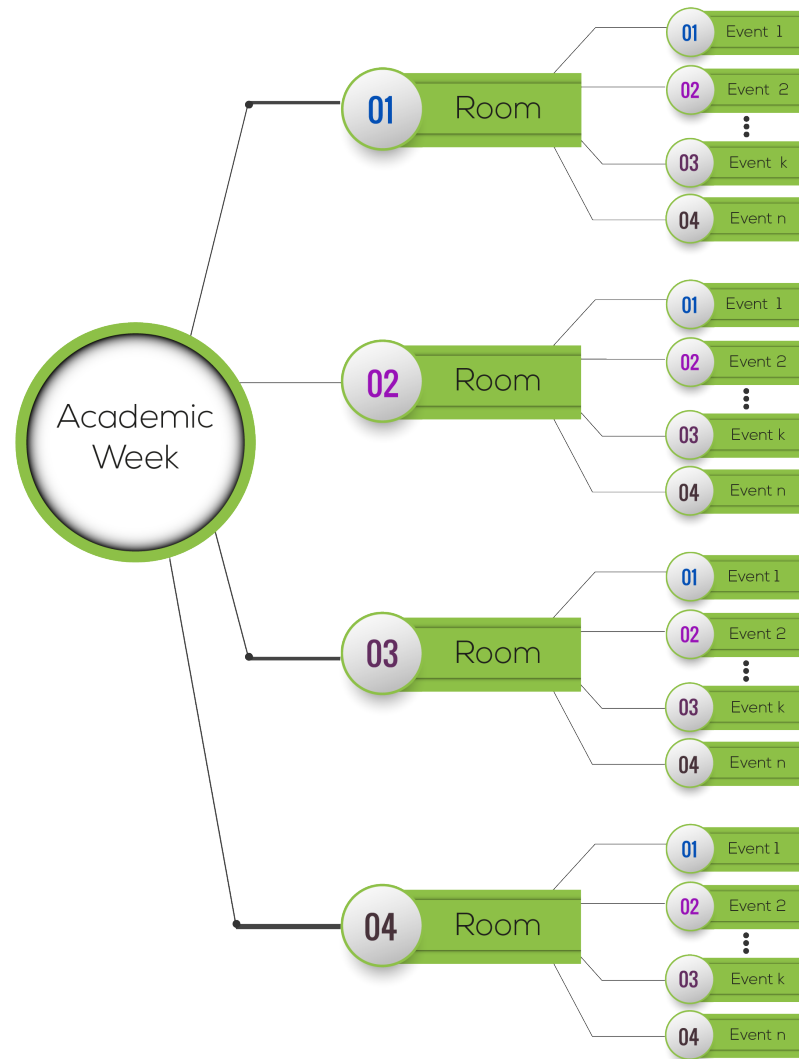 Academic
Week
01 Room
01 Event 1
02 Event 2
03 Event k
04 Event n
02 Room
01 Event 1
02 Event 2
03 Event k
04 Event n
03 Room
01 Event 1
02 Event 2
03 Event k
04 Event n
04 Room
01 Event 1
02 Event 2
03 Event k
04 Event n